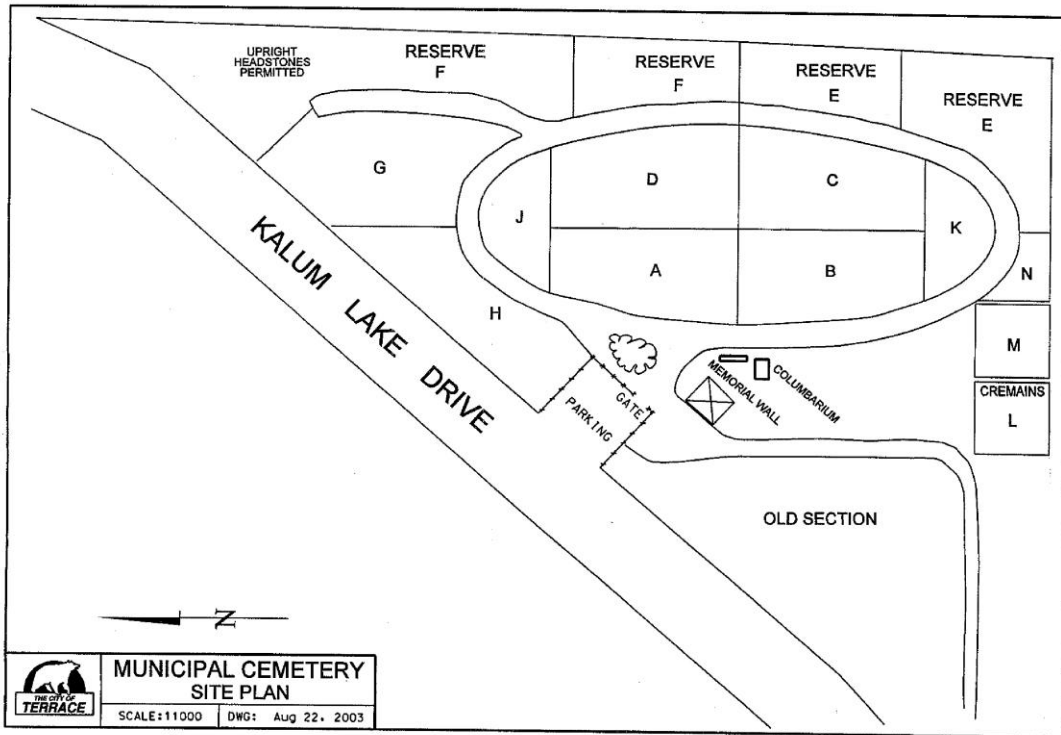 UPRIGHT
HEADSTONES
PERMITTED
RESERVE
F
RESERVE
F
RESERVE
E
RESERVE
E
G
D
C
J
K
A
B
N
H
M
CREMAINS
L
KALUM LAKE DRIVE
PARKING
GATE
MEMORIAL WALL
COLUMBARIUM
OLD SECTION
N
THE CITY OF
TERRACE
MUNICIPAL CEMETERY
SITE PLAN
SCALE:11000 DWG: Aug 22. 2003